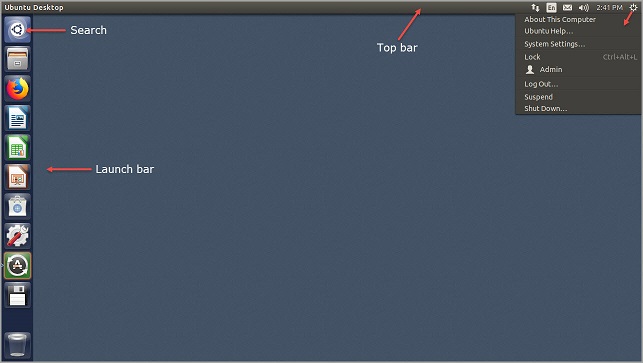 Ubuntu Desktop
En
2:41 PM
Search
Top bar
About This Computer
Ubuntu Help...
System Settings...
Lock Ctrl+Alt+L
Admin
Log Out...
Suspend
Shut Down...
Launch bar